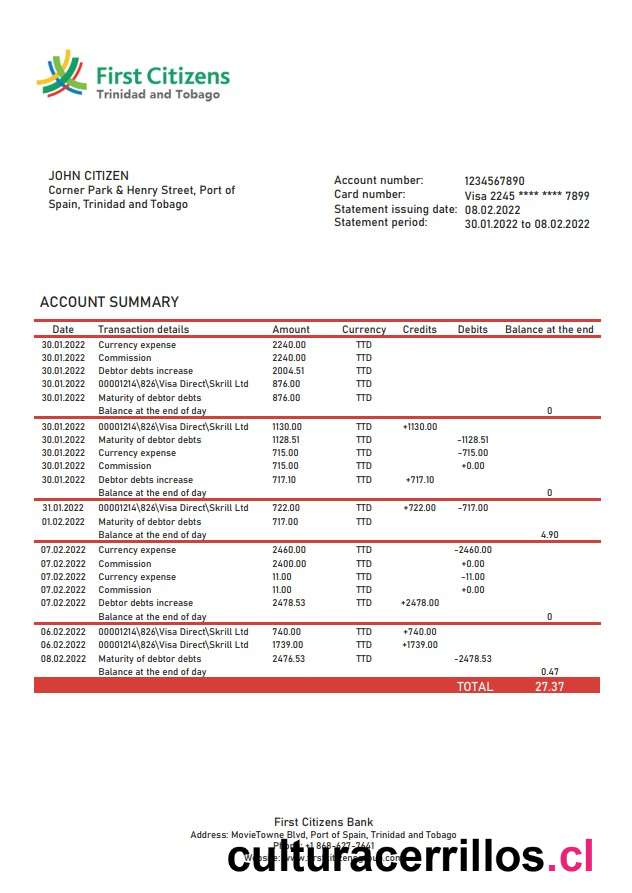 First Citizens
Trinidad and Tobago
JOHN CITIZEN
Corner Park & Henry Street, Port of
Spain, Trinidad and Tobago
Account number: 1234567890
Card number: Visa 2245 **** **** 7899
Statement issuing date: 08.02.2022
Statement period: 30.01.2022 to 08.02.2022
ACCOUNT SUMMARY
Date Transaction details Amount Currency Credits Debits Balance at the end
30.01.2022 Currency expense 2240.00 TTD
30.01.2022 Commission 2240.00 TTD
30.01.2022 Debtor debts increase 2004.51 TTD
30.01.2022 00001214\826\Visa Direct\Skrill Ltd 876.00 TTD
30.01.2022 Maturity of debtor debts 876.00 TTD
Balance at the end of day 0
30.01.2022 00001214\826\Visa Direct\Skrill Ltd 1130.00 TTD +1130.00
30.01.2022 Maturity of debtor debts 1128.51 TTD -1128.51
30.01.2022 Currency expense 715.00 TTD -715.00
30.01.2022 Commission 715.00 TTD +0.00
30.01.2022 Debtor debts increase 717.10 TTD +717.10
Balance at the end of day 0
31.01.2022 00001214\826\Visa Direct\Skrill Ltd 722.00 TTD +722.00 -717.00
01.02.2022 Maturity of debtor debts 717.00 TTD
Balance at the end of day 4.90
07.02.2022 Currency expense 2460.00 TTD -2460.00
07.02.2022 Commission 2400.00 TTD +0.00
07.02.2022 Currency expense 11.00 TTD -11.00
07.02.2022 Commission 11.00 TTD +0.00
07.02.2022 Debtor debts increase 2478.53 TTD +2478.00
Balance at the end of day 0
06.02.2022 00001214\826\Visa Direct\Skrill Ltd 740.00 TTD +740.00
06.02.2022 00001214\826\Visa Direct\Skrill Ltd 1739.00 TTD +1739.00
08.02.2022 Maturity of debtor debts 2476.53 TTD -2478.53
Balance at the end of day 0.47
TOTAL 27.37
First Citizens Bank
Address: MovieTowne Blvd, Port of Spain, Trinidad and Tobago
+1 868-627-7441
culturacerrillos.cl